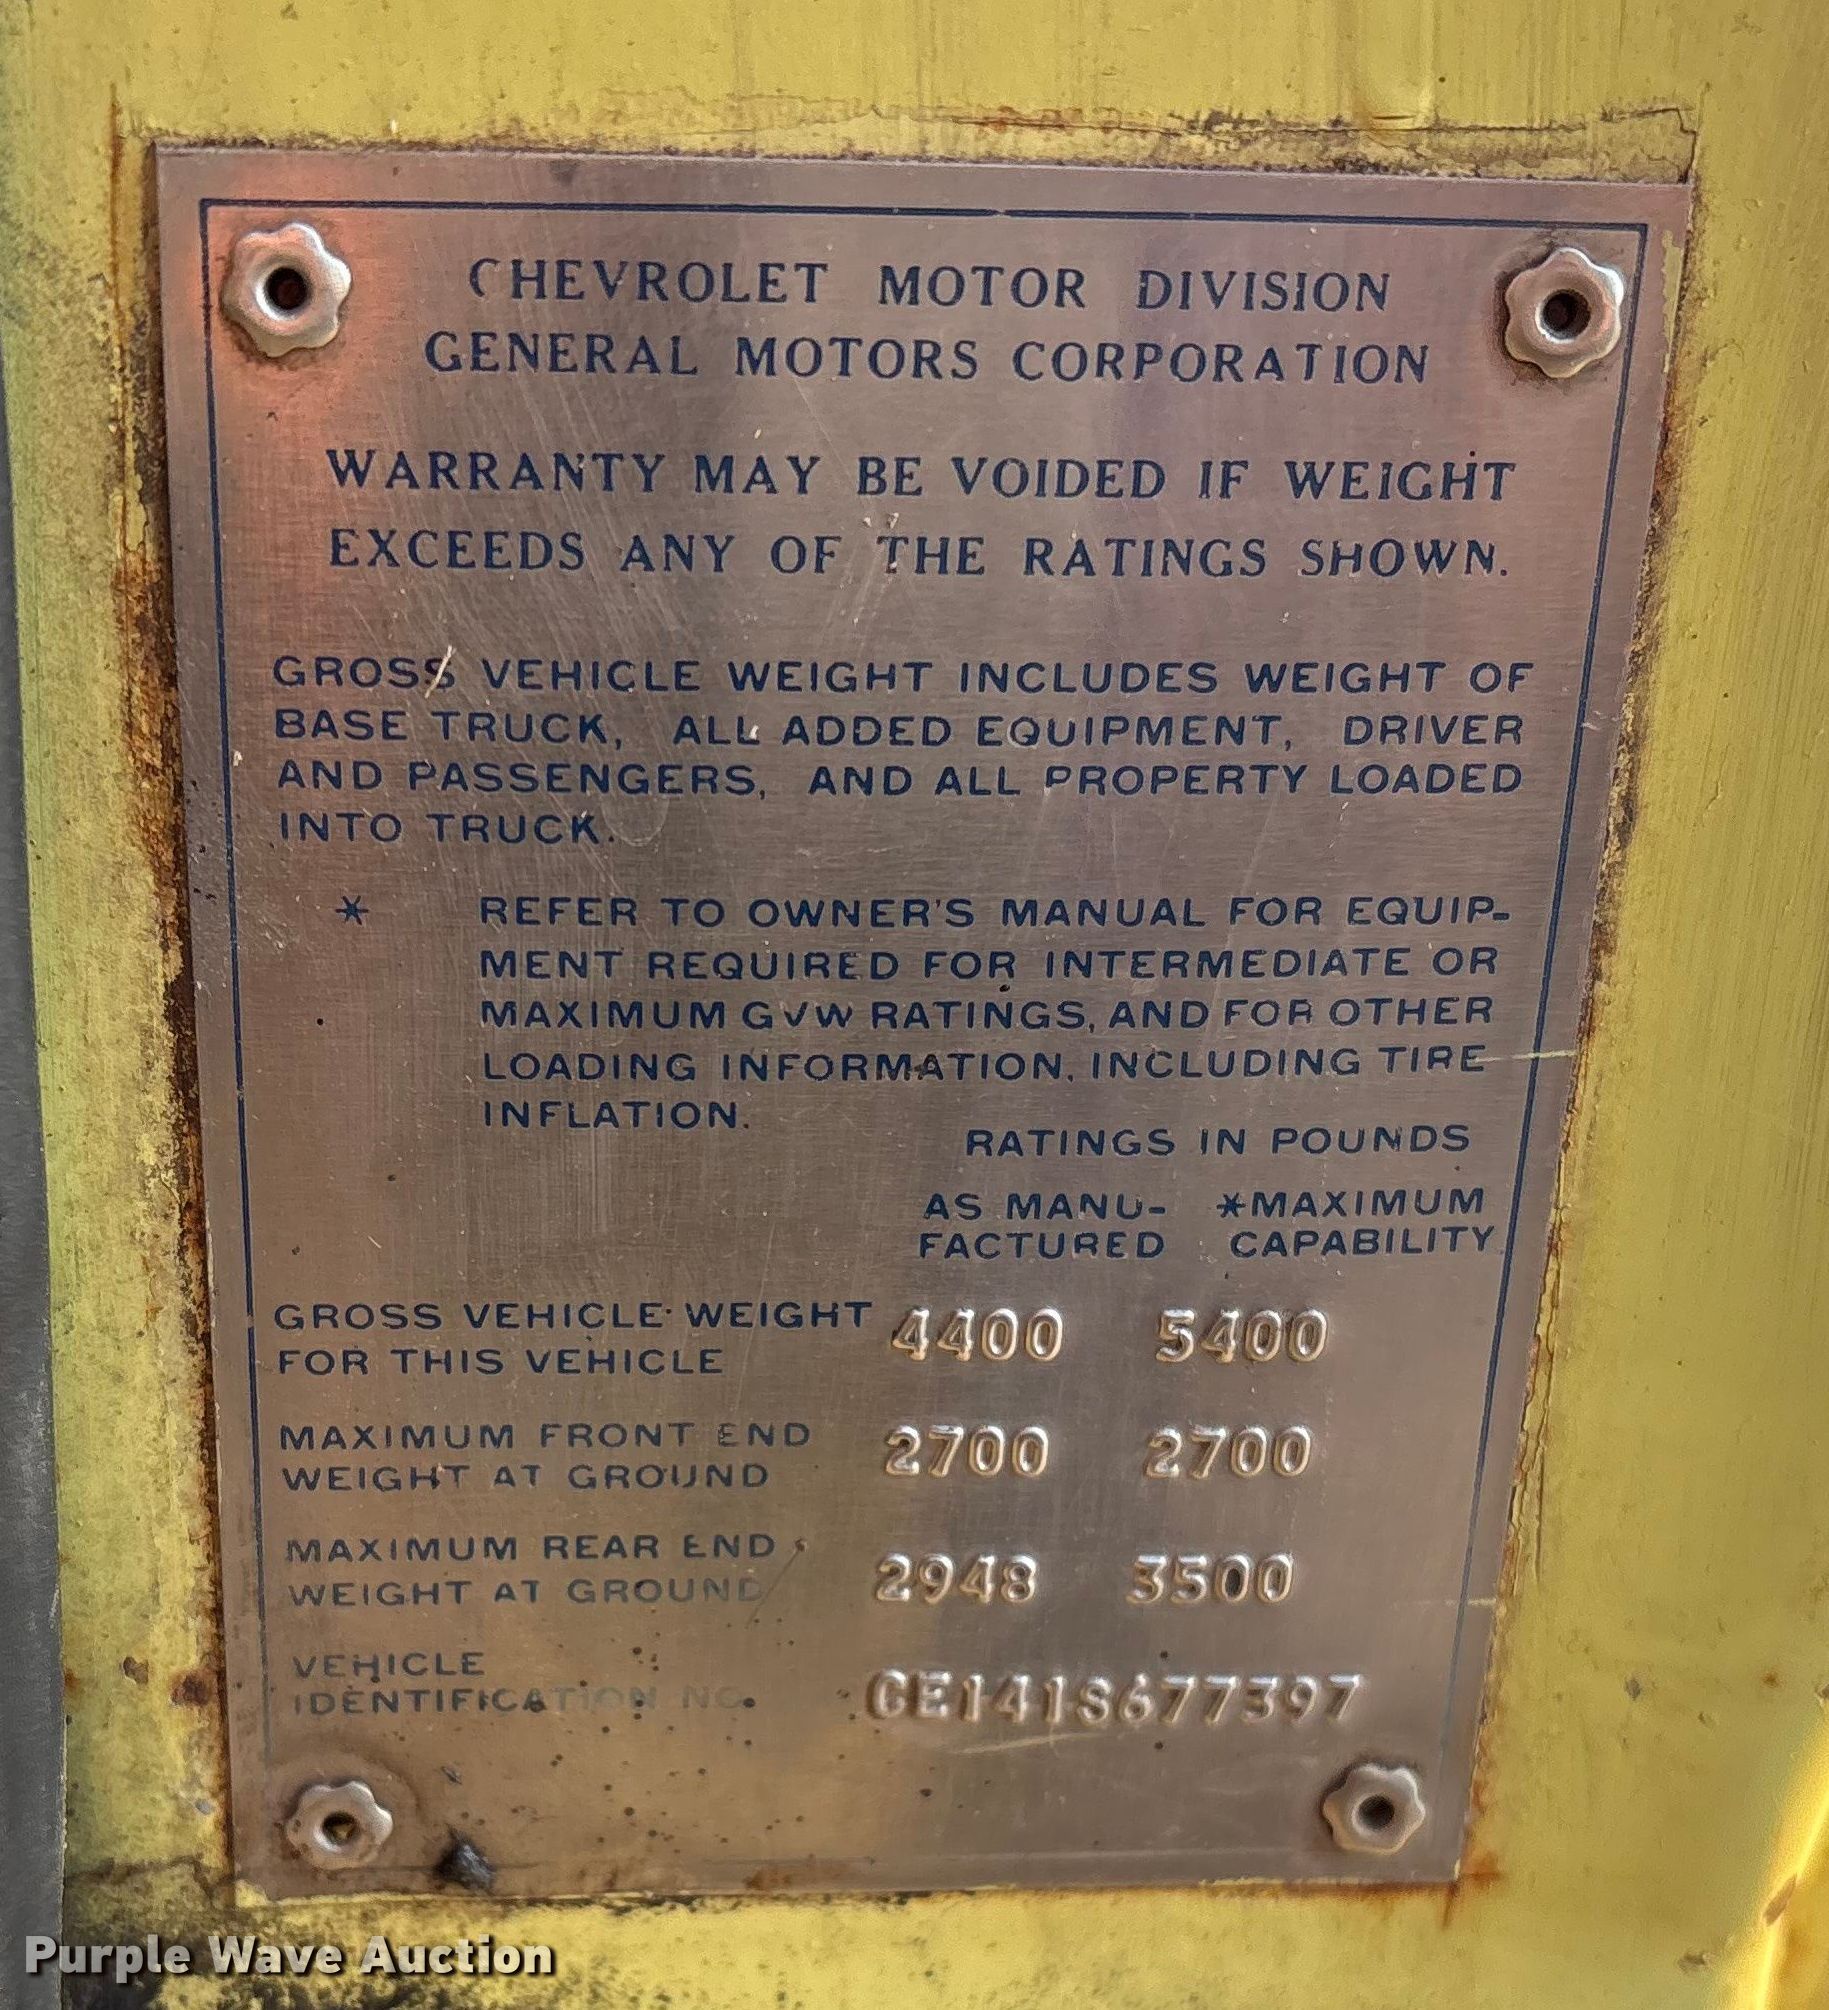 CHEVROLET MOTOR DIVISION
GENERAL MOTORS CORPORATION
WARRANTY MAY BE VOIDED IF WEIGHT
EXCEEDS ANY OF THE RATINGS SHOWN.
GROSS VEHICLE WEIGHT INCLUDES WEIGHT OF
BASE TRUCK, ALL ADDED EQUIPMENT, DRIVER
AND PASSENGERS, AND ALL PROPERTY LOADED
INTO TRUCK.
* REFER TO OWNER'S MANUAL FOR EQUIP-
MENT REQUIRED FOR INTERMEDIATE OR
MAXIMUM GVW RATINGS, AND FOR OTHER
LOADING INFORMATION, INCLUDING TIRE
INFLATION.
RATINGS IN POUNDS
AS MANU- *MAXIMUM
FACTURED CAPABILITY
GROSS VEHICLE WEIGHT 4400 5400
FOR THIS VEHICLE
MAXIMUM FRONT END 2700 2700
WEIGHT AT GROUND
MAXIMUM REAR END 2948 3500
WEIGHT AT GROUND
VEHICLE
IDENTIFICATION NO. CE141S677397
Purple Wave Auction